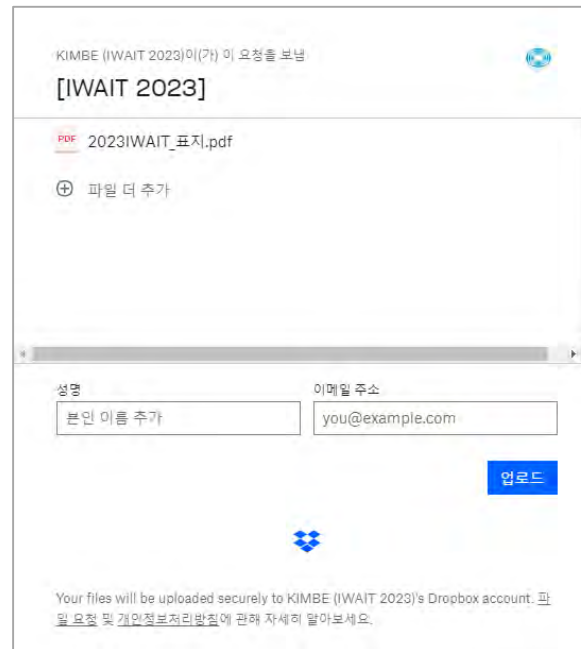 KIMBE (IWAIT 2023)이(가) 이 요청을 보냄
[IWAIT 2023]
PDF 2023IWAIT_표지.pdf
파일 더 추가
성명 이메일 주소
본인 이름 추가 you@example.com
업로드
Your files will be uploaded securely to KIMBE (IWAIT 2023)'s Dropbox account. 파
일 요청 및 개인정보처리방침에 관해 자세히 알아보세요.